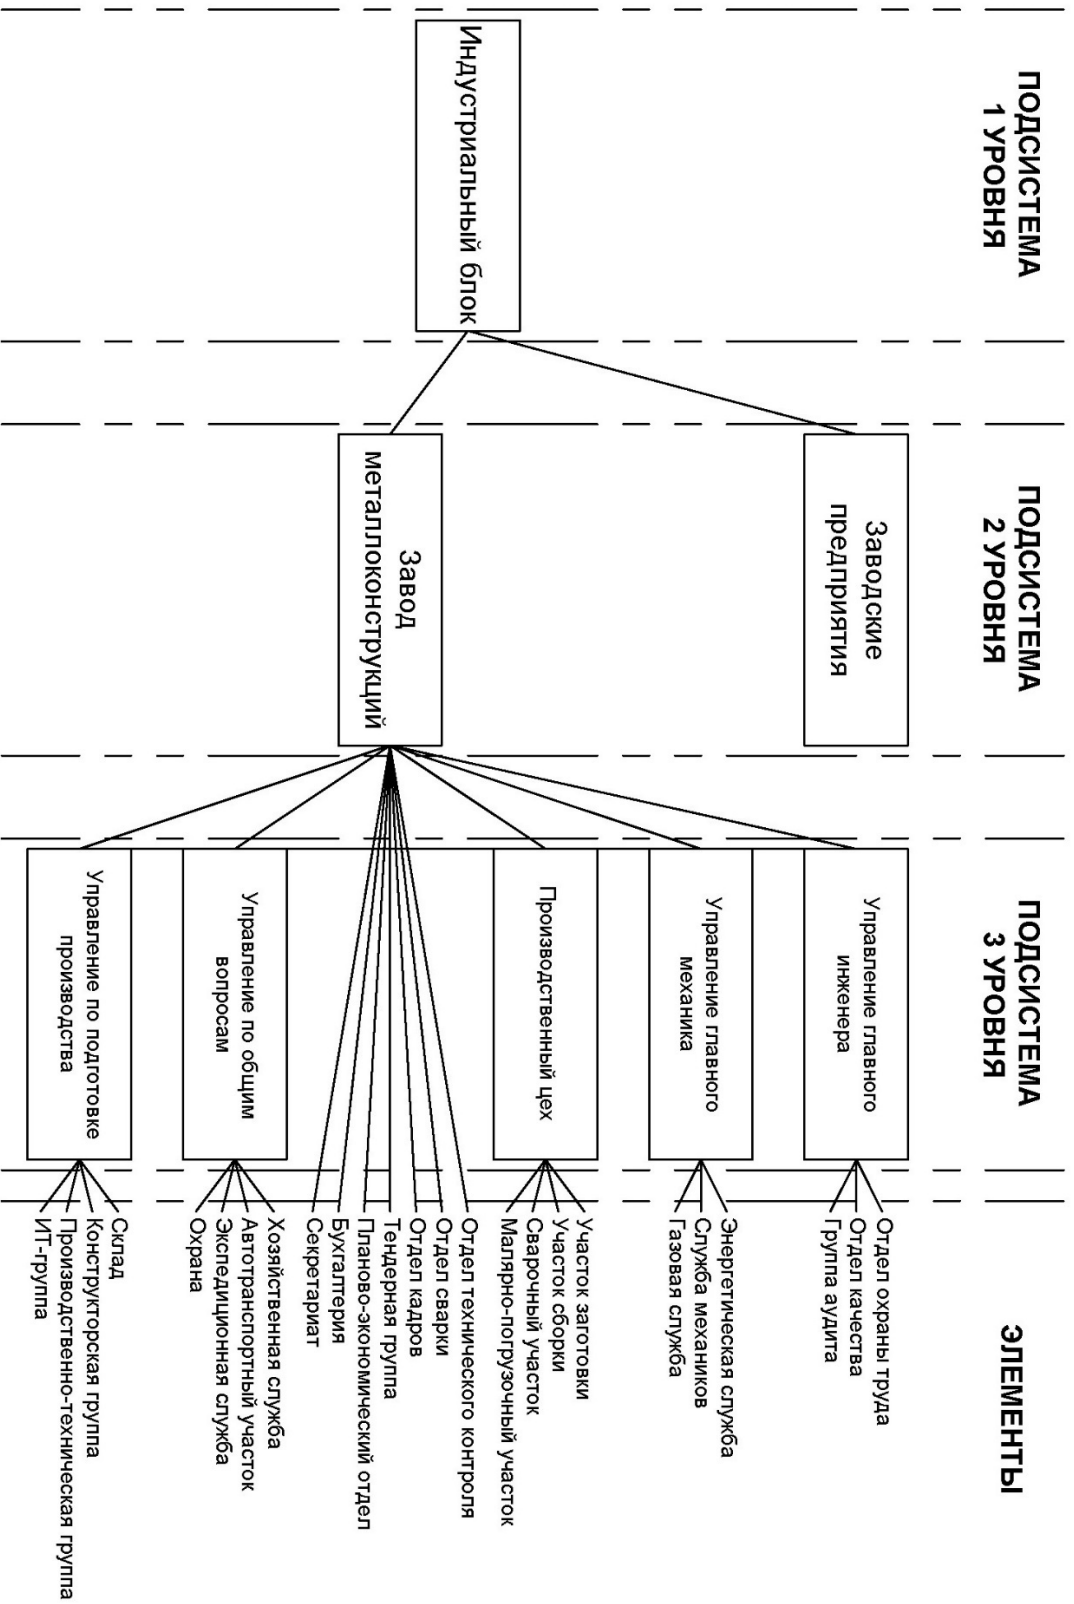 ПОДСИСТЕМА
1 УРОВНЯ
ПОДСИСТЕМА
2 УРОВНЯ
ПОДСИСТЕМА
3 УРОВНЯ
ЭЛЕМЕНТЫ
Индустриальный блок
Заводские
предприятия
Завод
металлоконструкций
Управление главного
инженера
Управление главного
механика
Производственный цех
Управление по общим
вопросам
Управление по подготовке
производства
Отдел охраны труда
Отдел качества
Группа аудита
Энергетическая служба
Служба механиков
Газовая служба
Участок заготовки
Участок сборки
Сварочный участок
Малярно-погрузочный участок
Отдел технического контроля
Отдел сварки
Отдел кадров
Тендерная группа
Планово-экономический отдел
Бухгалтерия
Секретариат
Хозяйственная служба
Автотранспортный участок
Экспедиционная служба
Охрана
Склад
Конструкторская группа
Производственно-техническая группа
ИТ-группа